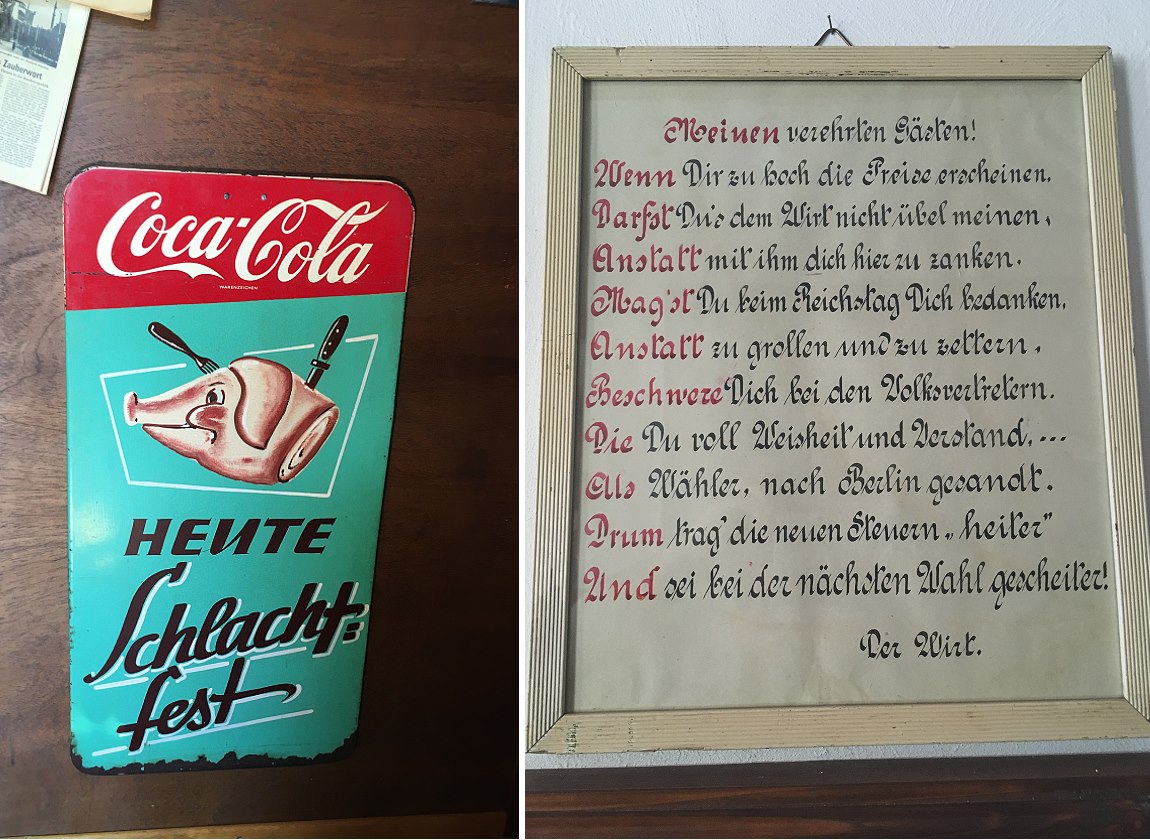 Zauberwort
Coca-Cola
WARENZEICHEN
HEUTE
Schlacht=
fest
Meinen verehrten Gästen!
Wenn Dir zu hoch die Preise erscheinen,
Darfst Du's dem Wirt nicht übel meinen,
Anstatt mit ihm dich hier zu zanken,
Mag'st Du beim Reichstag Dich bedanken,
Anstatt zu grollen und zu zettern,
Beschwere Dich bei den Volksvertretern.
Die Du voll Weisheit und Verstand,...
Als Wähler, nach Berlin gesandt.
Drum trag' die neuen Steuern „heiter"
Und sei bei der nächsten Wahl gescheiter!
Der Wirt.